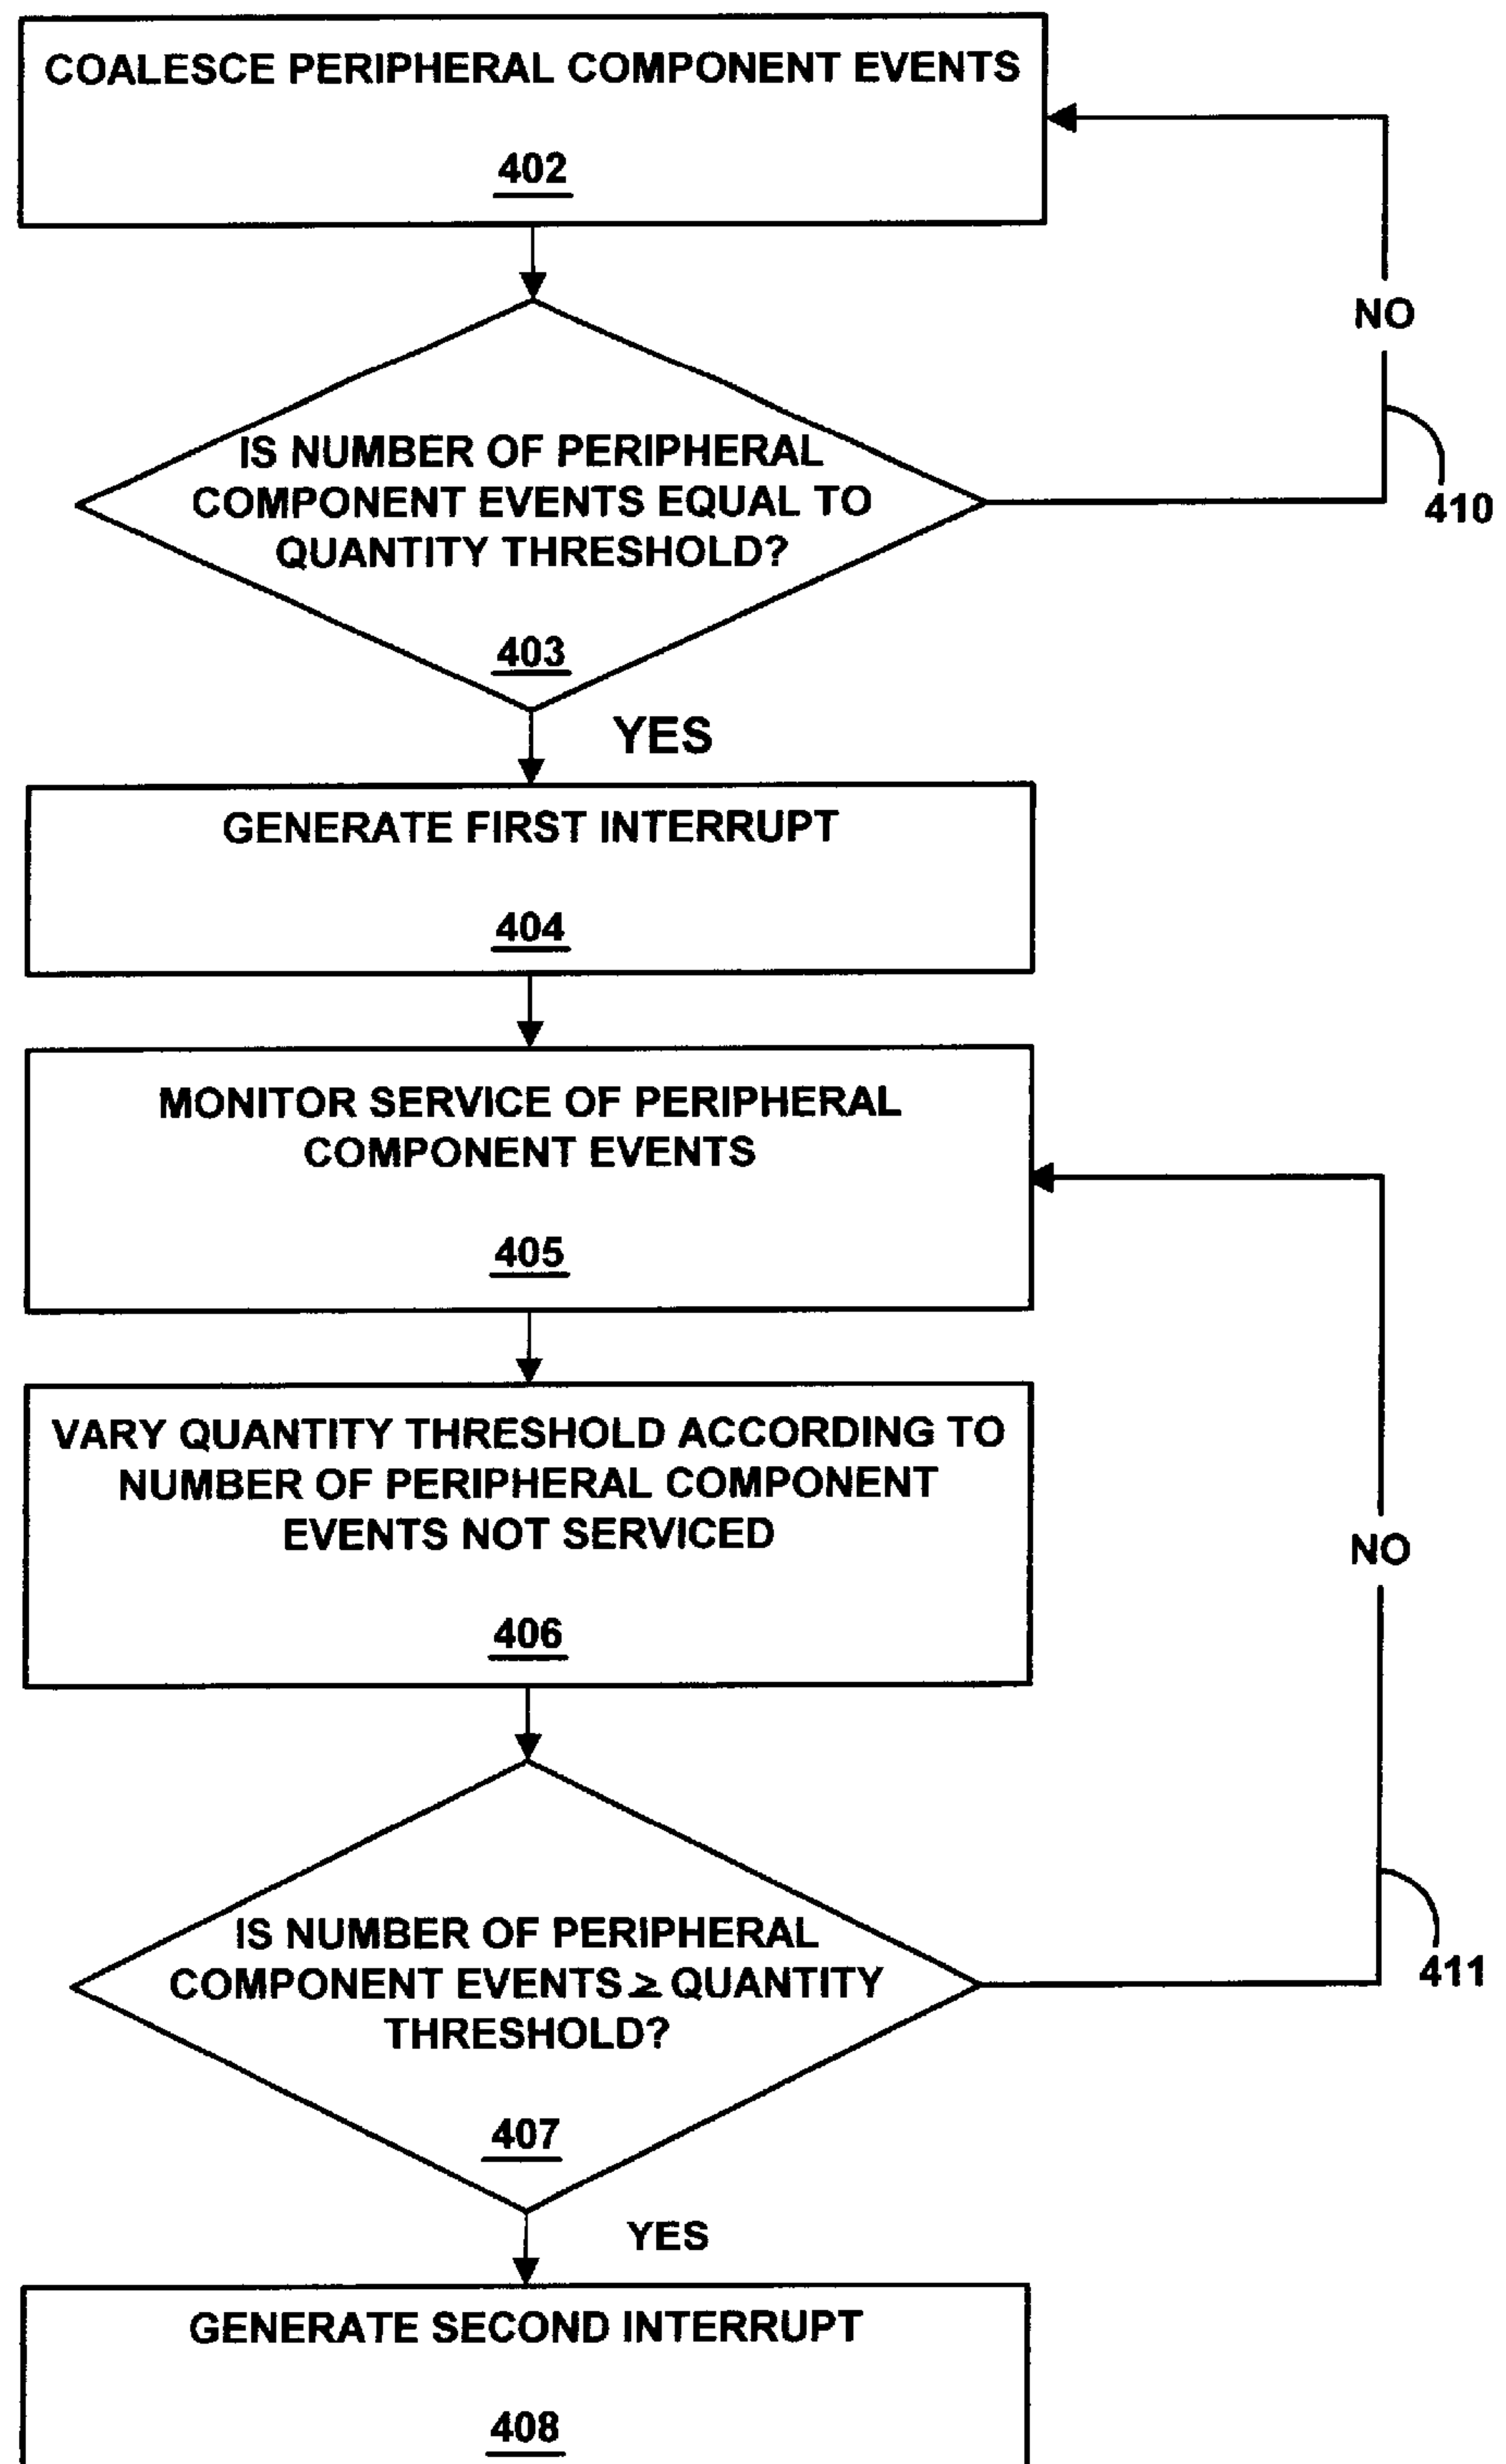 COALESCE PERIPHERAL COMPONENT EVENTS
402
NO
IS NUMBER OF PERIPHERAL
COMPONENT EVENTS EQUAL TO
QUANTITY THRESHOLD?
410
403
YES
GENERATE FIRST INTERRUPT
404
MONITOR SERVICE OF PERIPHERAL
COMPONENT EVENTS
405
VARY QUANTITY THRESHOLD ACCORDING TO
NUMBER OF PERIPHERAL COMPONENT
EVENTS NOT SERVICED
NO
406
IS NUMBER OF PERIPHERAL
COMPONENT EVENTS ≥ QUANTITY
THRESHOLD?
411
407
YES
GENERATE SECOND INTERRUPT
408